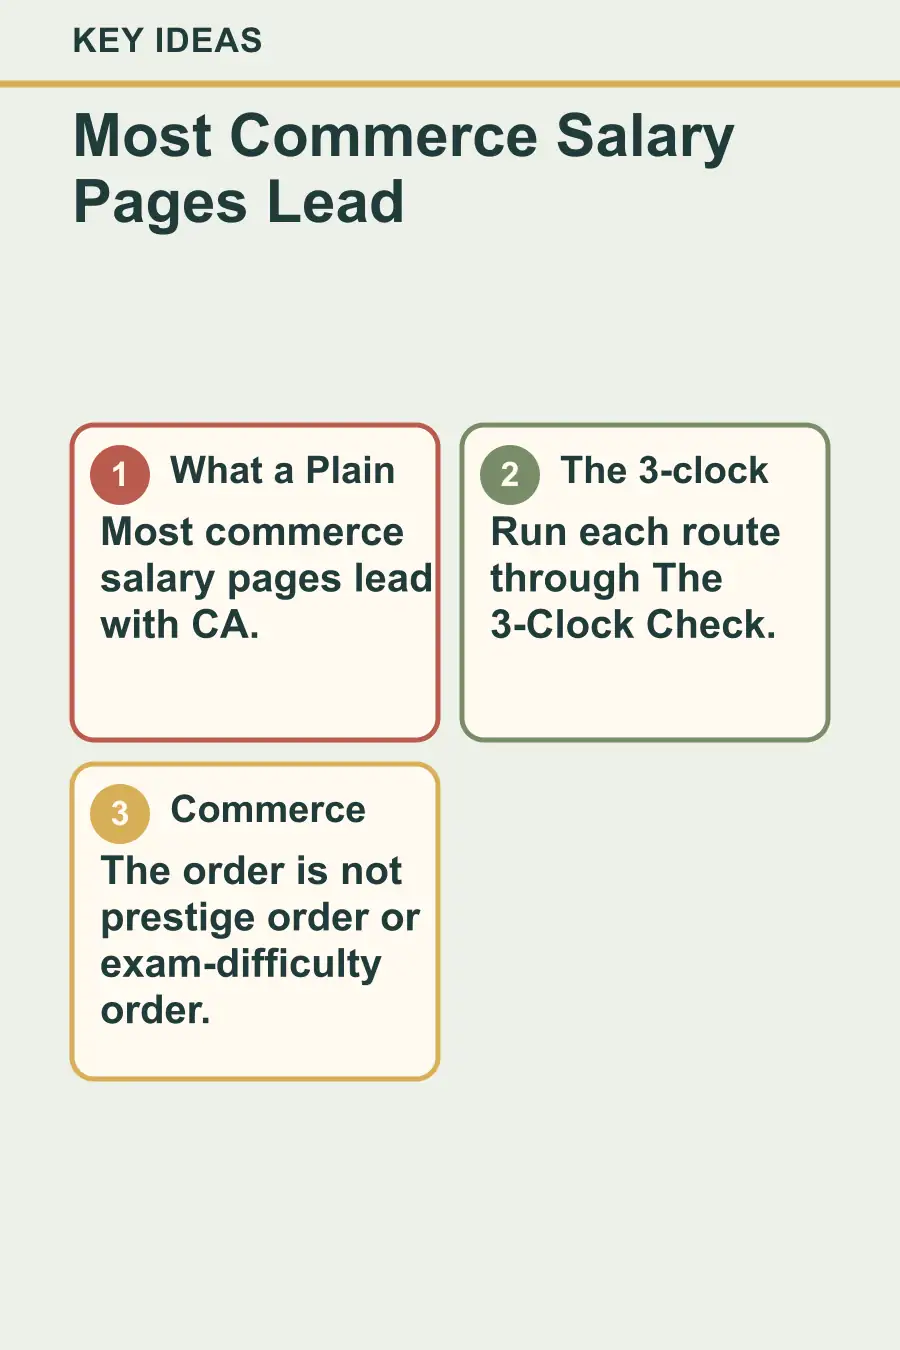 KEY IDEAS
Most Commerce Salary
Pages Lead
1 What a Plain
Most commerce
salary pages lead
with CA.
2 The 3-clock
Run each route
through The
3-Clock Check.
3 Commerce
The order is not
prestige order or
exam-difficulty
order.